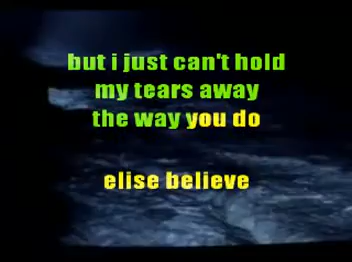 but i just can't hold
my tears away
the way you do
elise believe